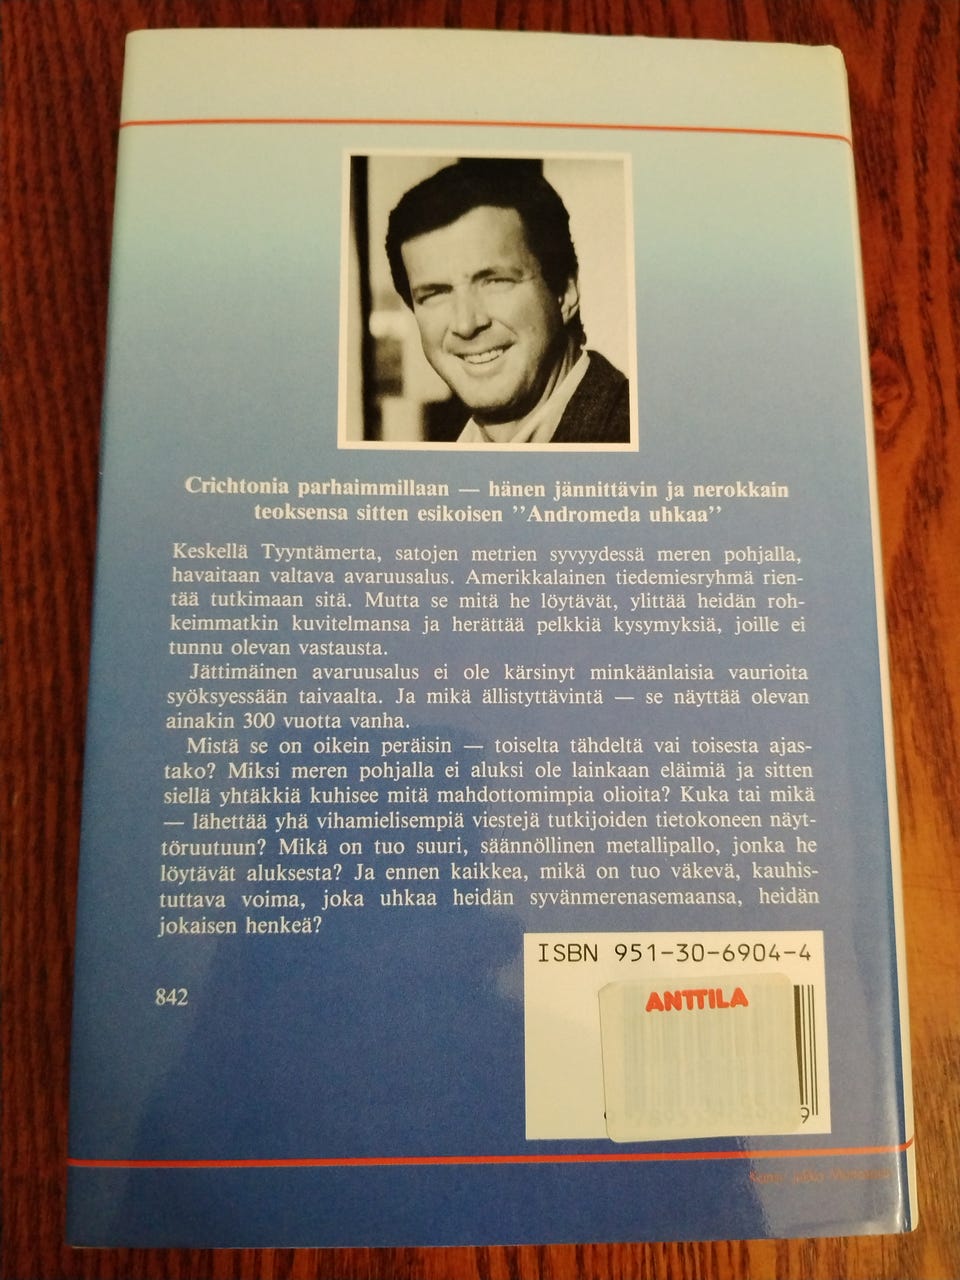 Crichtonia parhaimmillaan — hänen jännittävin ja nerokkain
teoksensa sitten esikoisen ”Andromeda uhkaa”
Keskellä Tyyntämerta, satojen metrien syvyydessä meren pohjalla,
havaitaan valtava avaruusalus. Amerikkalainen tiedemiesryhmä rien-
tää tutkimaan sitä. Mutta se mitä he löytävät, ylittää heidän roh-
keimmatkin kuvitelmansa ja herättää pelkkiä kysymyksiä, joille ei
tunnu olevan vastausta.
Jättimäinen avaruusalus ei ole kärsinyt minkäänlaisia vaurioita
syöksyessään taivaalta. Ja mikä ällistyttävintä — se näyttää olevan
ainakin 300 vuotta vanha.
Mistä se on oikein peräisin — toiselta tähdeltä vai toisesta ajas-
tako? Miksi meren pohjalla ei aluksi ole lainkaan eläimiä ja sitten
siellä yhtäkkiä kuhisee mitä mahdottomimpia olioita? Kuka tai mikä
— lähettää yhä vihamielisempiä viestejä tutkijoiden tietokoneen näyt-
töruutuun? Mikä on tuo suuri, säännöllinen metallipallo, jonka he
löytävät aluksesta? Ja ennen kaikkea, mikä on tuo väkevä, kauhis-
tuttava voima, joka uhkaa heidän syvänmerenasemaansa, heidän
jokaisen henkeä?
ISBN 951-30-6904-4
842
ANTTILA
9